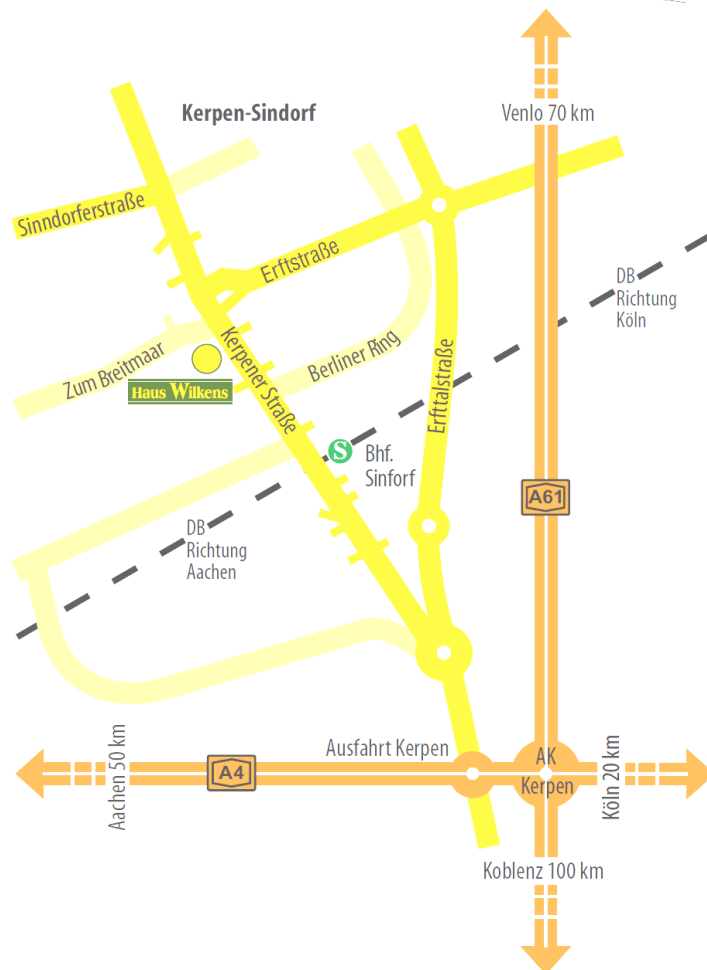 Kerpen-Sindorf
Venlo 70 km
Sinndorferstraße
Erftstraße
DB
Richtung
Köln
Zum Breitmaar
Kerpener Straße
Berliner Ring
Erfttalstraße
Haus Wilkens
S
Bhf.
Sinforf
A61
DB
Richtung
Aachen
Ausfahrt Kerpen
AK
Kerpen
Aachen 50 km
A4
Köln 20 km
Koblenz 100 km